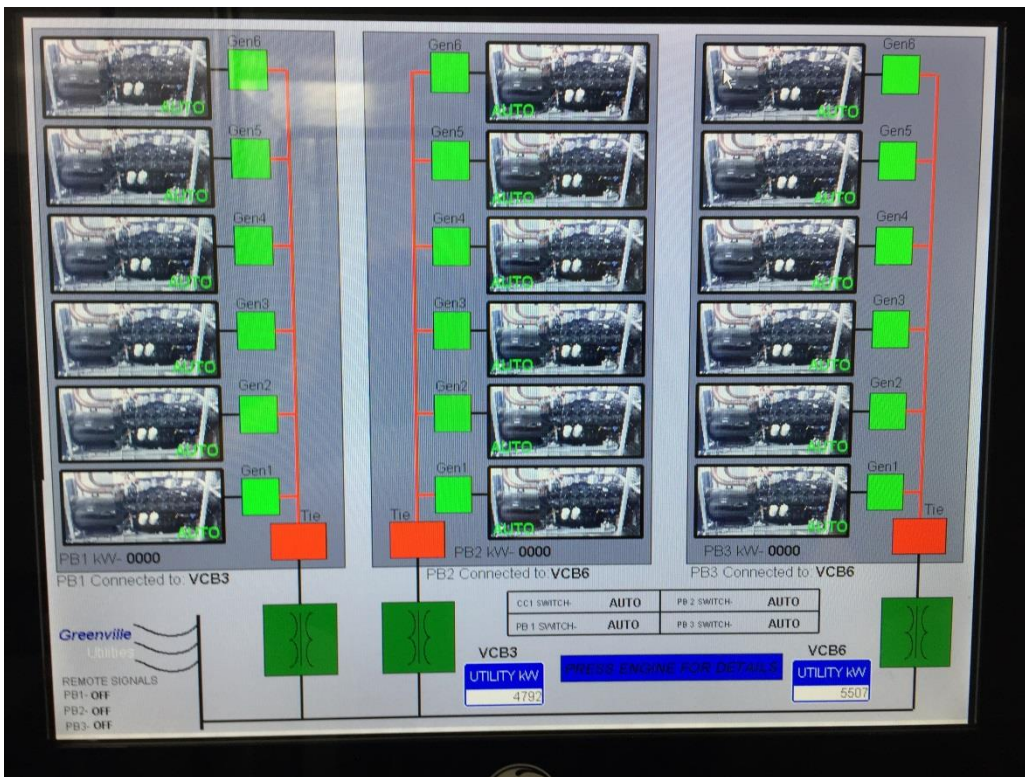 Gen6
AUTO
Gen5
AUTO
Gen4
AUTO
Gen3
AUTO
Gen2
AUTO
Gen1
AUTO
Tie
PB1 kW- 0000
PB1 Connected to: VCB3
Gen6
AUTO
Gen5
AUTO
Gen4
AUTO
Gen3
AUTO
Gen2
AUTO
Gen1
AUTO
Tie
PB2 kW- 0000
PB2 Connected to: VCB6
Gen6
AUTO
Gen5
AUTO
Gen4
AUTO
Gen3
AUTO
Gen2
AUTO
Gen1
AUTO
Tie
PB3 kW- 0000
PB3 Connected to: VCB6
CC1 SWITCH- AUTO PB 2 SWITCH- AUTO
PB 1 SWITCH- AUTO PB 3 SWITCH- AUTO
Greenville
Utilities
REMOTE SIGNALS
PB1- OFF
PB2- OFF
PB3- OFF
VCB3
UTILITY kW
4792
PRESS ENGINE FOR DETAILS
VCB6
UTILITY kW
5507